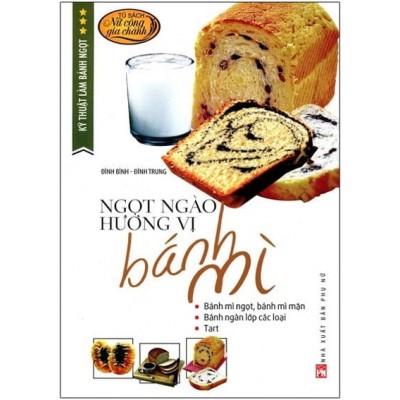 TỦ SÁCH
Nữ công
gia chánh
KỸ THUẬT LÀM BÁNH NGỌT
ĐÌNH BÌNH - ĐÌNH TRUNG
NGỌT NGÀO
HƯƠNG VỊ
bánh
mì
Bánh mì ngọt, bánh mì mặn
Bánh ngàn lớp các loại
Tart
NHÀ XUẤT BẢN PHỤ NỮ